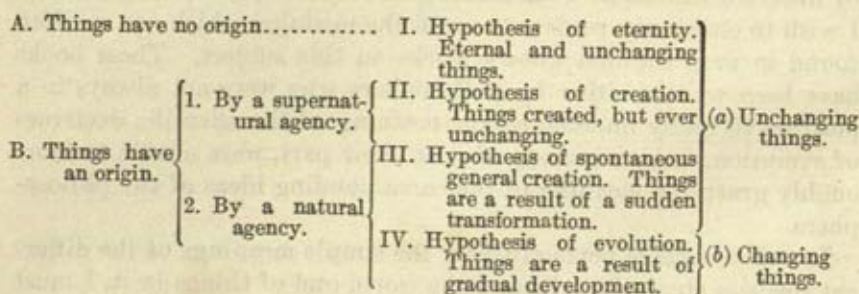 A. Things have no origin.............. I. Hypothesis of eternity.
Eternal and unchanging
things.
1. By a supernat-
ural agency.
II. Hypothesis of creation.
Things created, but ever
unchanging.
(a) Unchanging
things.
B. Things have
an origin.
III. Hypothesis of spontaneous
general creation. Things
are a result of a sudden
transformation.
2. By a natural
agency.
IV. Hypothesis of evolution.
Things are a result of
gradual development.
(b) Changing
things.